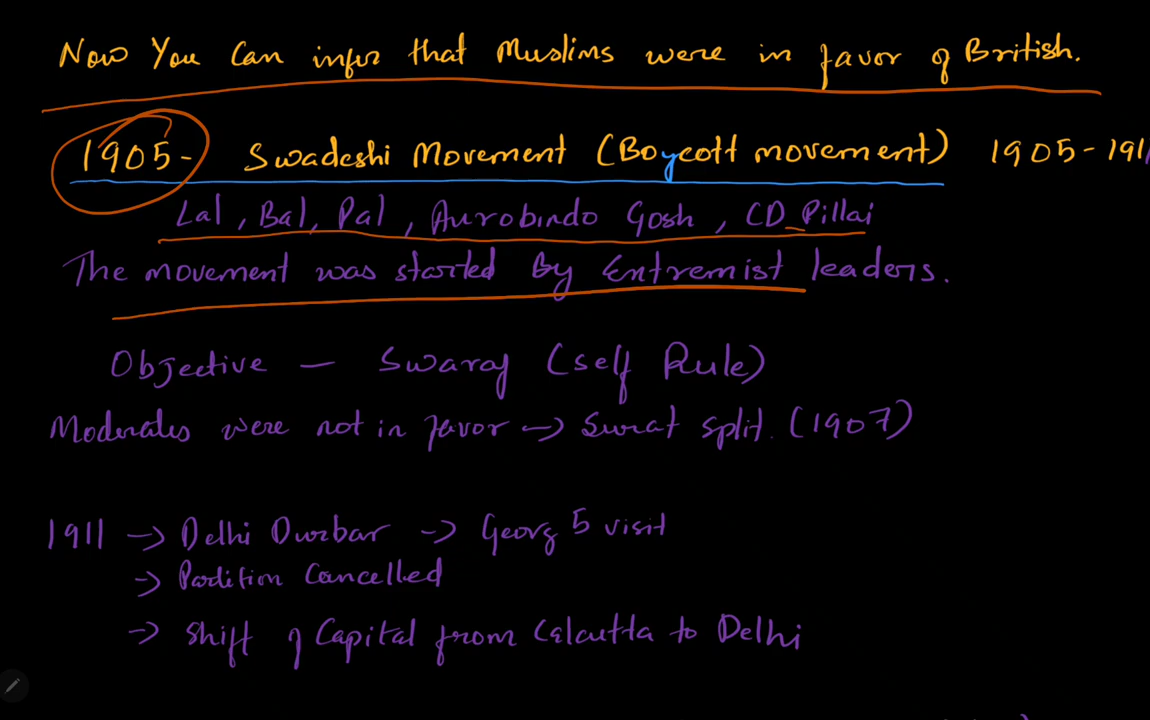 Now You Can infer that Muslims were in favor of British.
1905- Swadeshi Movement (Boycott movement) 1905-191
Lal, Bal, Pal, Aurobindo Gosh, CD Pillai
The movement was started by Extremist leaders.
Objective — Swaraj (self Rule)
Moderates were not in favor -> Surat split. (1907)
1911 -> Delhi Durbar -> Georg 5 visit
-> Partition Cancelled
-> Shift of Capital from Calcutta to Delhi